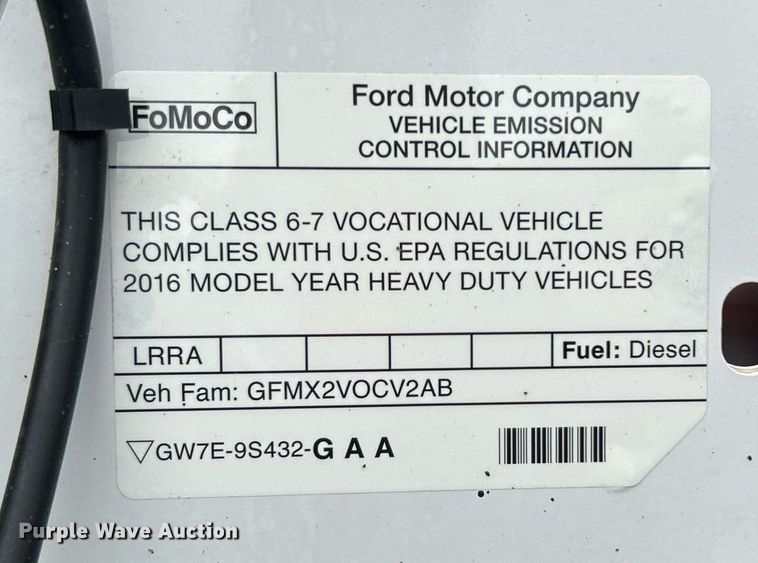 FoMoCo
Ford Motor Company
VEHICLE EMISSION
CONTROL INFORMATION
THIS CLASS 6-7 VOCATIONAL VEHICLE
COMPLIES WITH U.S. EPA REGULATIONS FOR
2016 MODEL YEAR HEAVY DUTY VEHICLES
LRRA Fuel: Diesel
Veh Fam: GFMX2VOCV2AB
GW7E-9S432-GAA
Purple Wave Auction